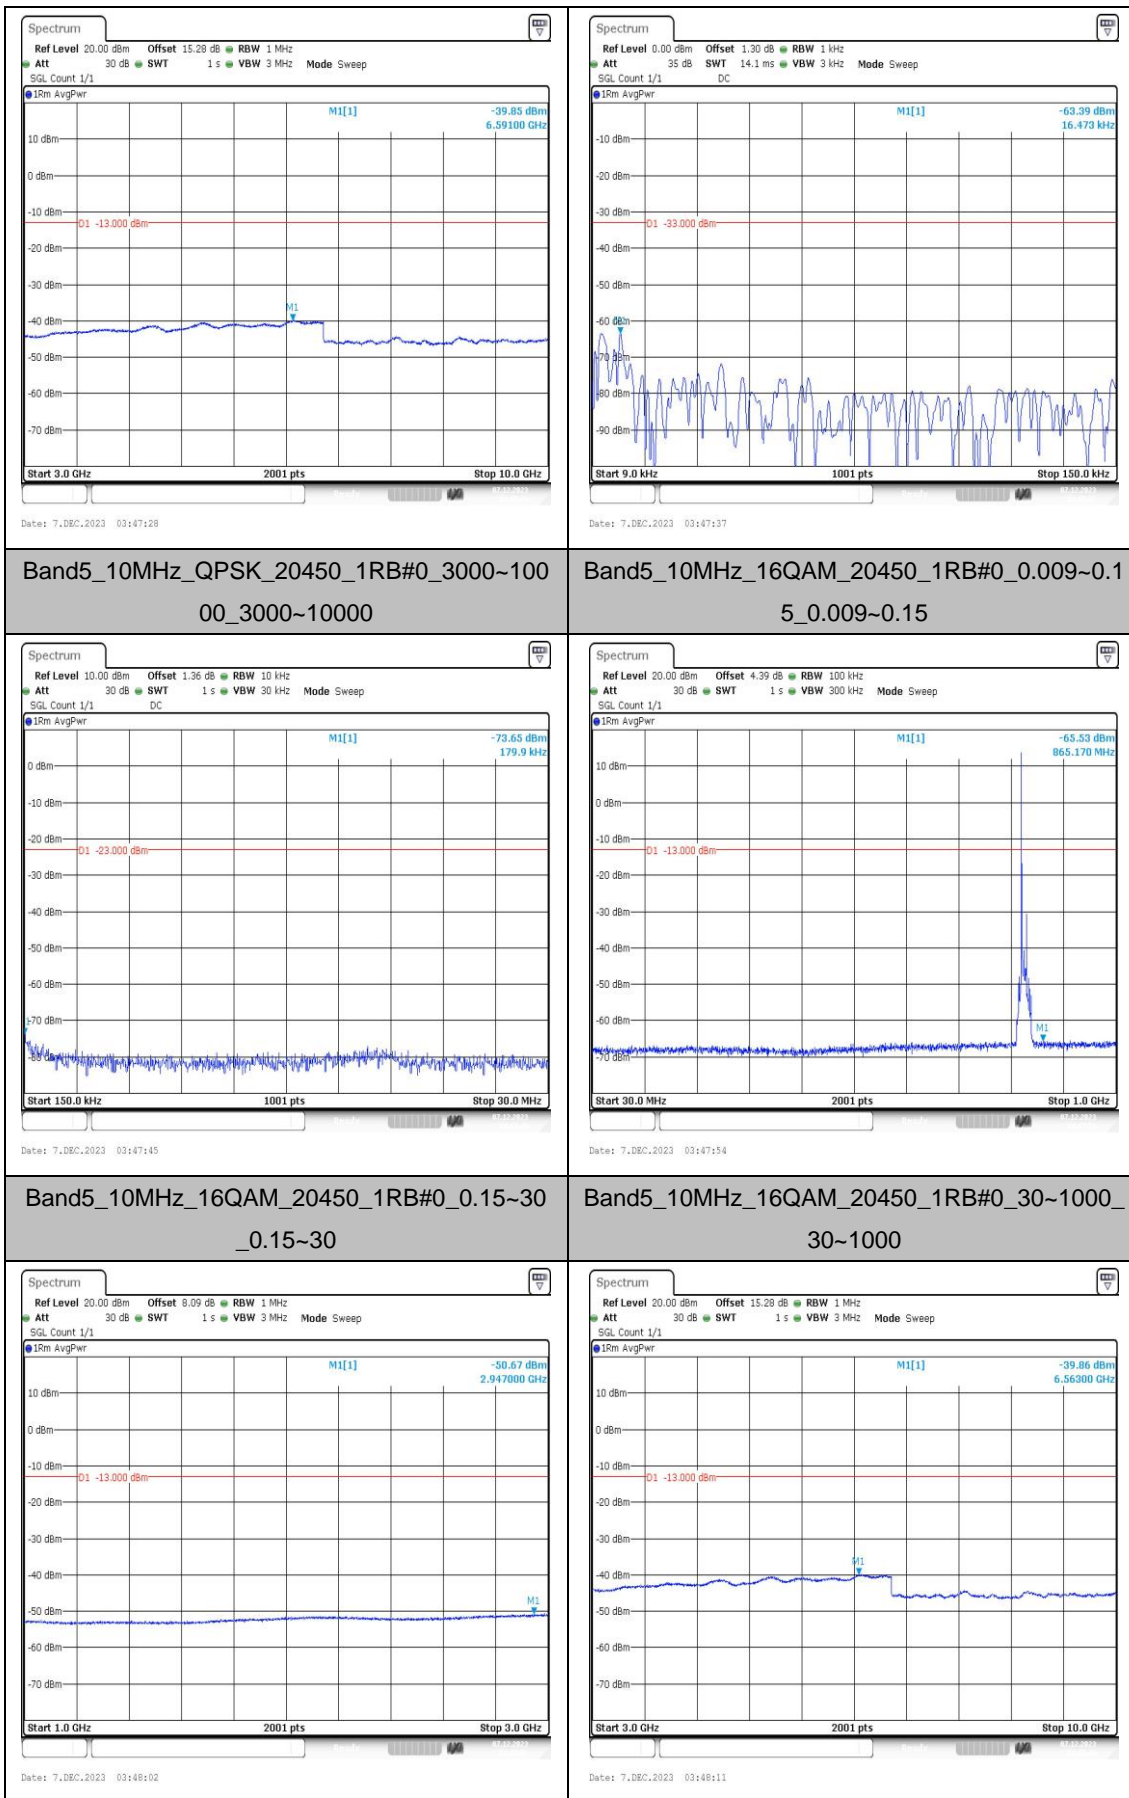 Spectrum
Ref Level 20.00 dBm Offset 15.28 dB RBW 1 MHz
Att 30 dB SWT 1 s VBW 3 MHz Mode Sweep
SGL Count 1/1
1Rm AvgPwr
M1[1] -39.85 dBm
6.59100 GHz
10 dBm
0 dBm
-10 dBm
D1 -13.000 dBm
-20 dBm
-30 dBm
M1
-40 dBm
-50 dBm
-60 dBm
-70 dBm
Start 3.0 GHz 2001 pts Stop 10.0 GHz
Date: 7.DEC.2023 03:47:28
Spectrum
Ref Level 0.00 dBm Offset 1.30 dB RBW 1 kHz
Att 35 dB SWT 14.1 ms VBW 3 kHz Mode Sweep
SGL Count 1/1 DC
1Rm AvgPwr
M1[1] -63.39 dBm
16.473 kHz
-10 dBm
-20 dBm
-30 dBm
D1 -33.000 dBm
-40 dBm
-50 dBm
-60 dBm
-70 dBm
-80 dBm
-90 dBm
Start 9.0 kHz 1001 pts Stop 150.0 kHz
Date: 7.DEC.2023 03:47:37
Band5_10MHz_QPSK_20450_1RB#0_3000~100
00_3000~10000
Band5_10MHz_16QAM_20450_1RB#0_0.009~0.1
5_0.009~0.15
Spectrum
Ref Level 10.00 dBm Offset 1.36 dB RBW 10 kHz
Att 30 dB SWT 1 s VBW 30 kHz Mode Sweep
SGL Count 1/1 DC
1Rm AvgPwr
M1[1] -73.65 dBm
179.9 kHz
0 dBm
-10 dBm
-20 dBm
D1 -23.000 dBm
-30 dBm
-40 dBm
-50 dBm
-60 dBm
-70 dBm
-80 dBm
Start 150.0 kHz 1001 pts Stop 30.0 MHz
Date: 7.DEC.2023 03:47:45
Spectrum
Ref Level 20.00 dBm Offset 4.39 dB RBW 100 kHz
Att 30 dB SWT 1 s VBW 300 kHz Mode Sweep
SGL Count 1/1
1Rm AvgPwr
M1[1] -65.53 dBm
865.170 MHz
10 dBm
0 dBm
-10 dBm
D1 -13.000 dBm
-20 dBm
-30 dBm
-40 dBm
-50 dBm
-60 dBm
M1
-70 dBm
Start 30.0 MHz 2001 pts Stop 1.0 GHz
Date: 7.DEC.2023 03:47:54
Band5_10MHz_16QAM_20450_1RB#0_0.15~30
_0.15~30
Band5_10MHz_16QAM_20450_1RB#0_30~1000_
30~1000
Spectrum
Ref Level 20.00 dBm Offset 8.09 dB RBW 1 MHz
Att 30 dB SWT 1 s VBW 3 MHz Mode Sweep
SGL Count 1/1
1Rm AvgPwr
M1[1] -50.67 dBm
2.947000 GHz
10 dBm
0 dBm
-10 dBm
D1 -13.000 dBm
-20 dBm
-30 dBm
-40 dBm
M1
-50 dBm
-60 dBm
-70 dBm
Start 1.0 GHz 2001 pts Stop 3.0 GHz
Date: 7.DEC.2023 03:48:02
Spectrum
Ref Level 20.00 dBm Offset 15.28 dB RBW 1 MHz
Att 30 dB SWT 1 s VBW 3 MHz Mode Sweep
SGL Count 1/1
1Rm AvgPwr
M1[1] -39.86 dBm
6.56300 GHz
10 dBm
0 dBm
-10 dBm
D1 -13.000 dBm
-20 dBm
-30 dBm
M1
-40 dBm
-50 dBm
-60 dBm
-70 dBm
Start 3.0 GHz 2001 pts Stop 10.0 GHz
Date: 7.DEC.2023 03:48:11